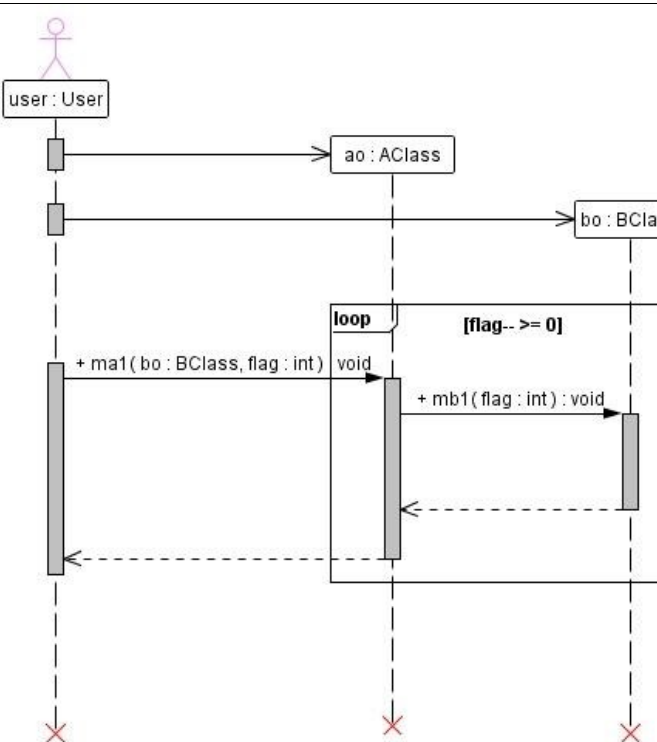 user : User
ao : AClass
bo : BCla
loop
[flag-- >= 0]
+ ma1( bo : BClass, flag : int ) void
+ mb1( flag : int ) : void